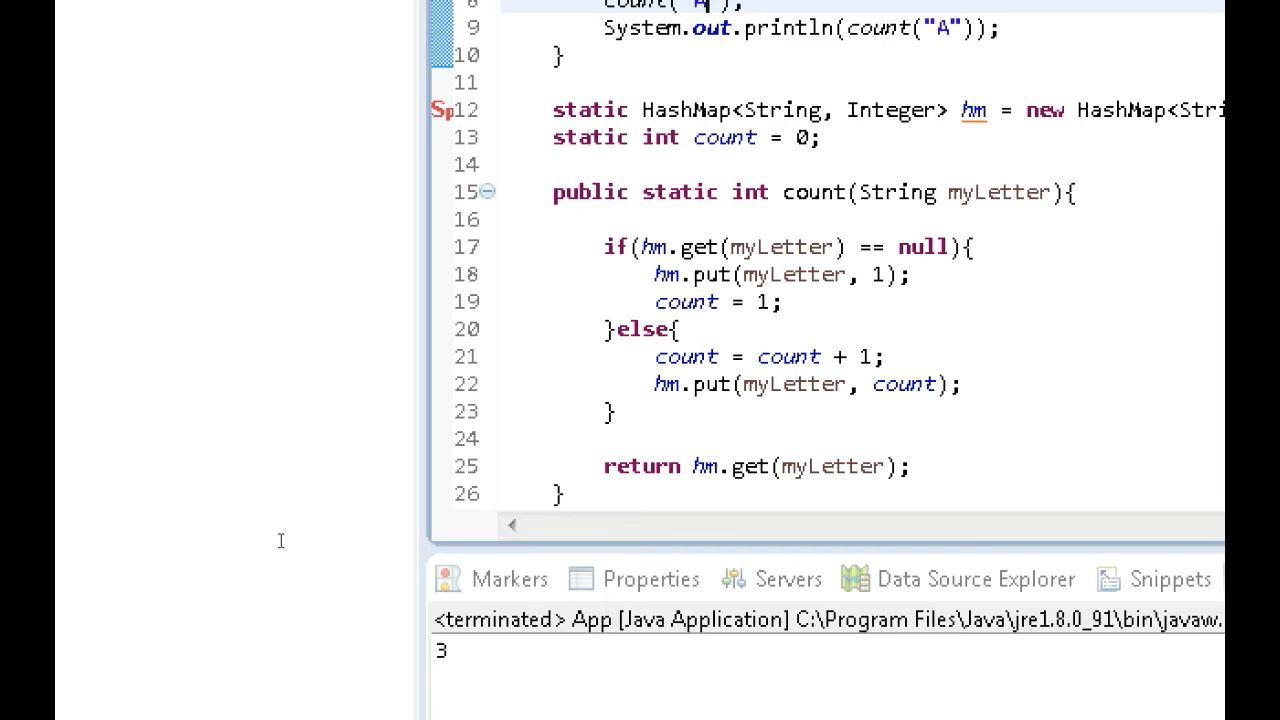 8 count("A");
9 System.out.println(count("A"));
10 }
11
12 static HashMap<String, Integer> hm = new HashMap<Stri
13 static int count = 0;
14
15 public static int count(String myLetter){
16
17 if(hm.get(myLetter) == null){
18 hm.put(myLetter, 1);
19 count = 1;
20 }else{
21 count = count + 1;
22 hm.put(myLetter, count);
23 }
24
25 return hm.get(myLetter);
26 }
Markers Properties Servers Data Source Explorer Snippets
<terminated> App [Java Application] C:\Program Files\Java\jre1.8.0_91\bin\javaw.
3